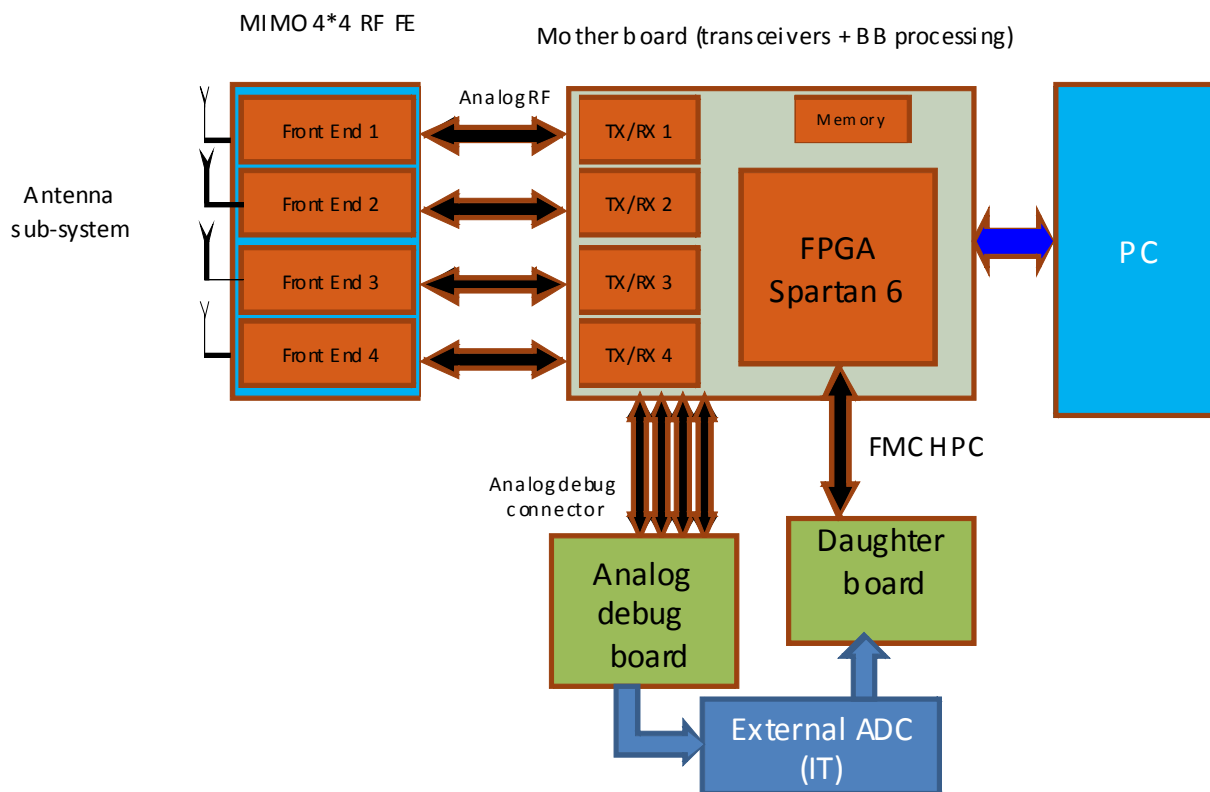 MIMO 4*4 RF FE
Mother board (transceivers + BB processing)
Analog RF
Front End 1
TX/RX 1
Memory
Front End 2
TX/RX 2
Antenna
sub-system
FPGA
Spartan 6
PC
Front End 3
TX/RX 3
Front End 4
TX/RX 4
FMC HPC
Analog debug
connector
Daughter
board
Analog
debug
board
External ADC
(IT)